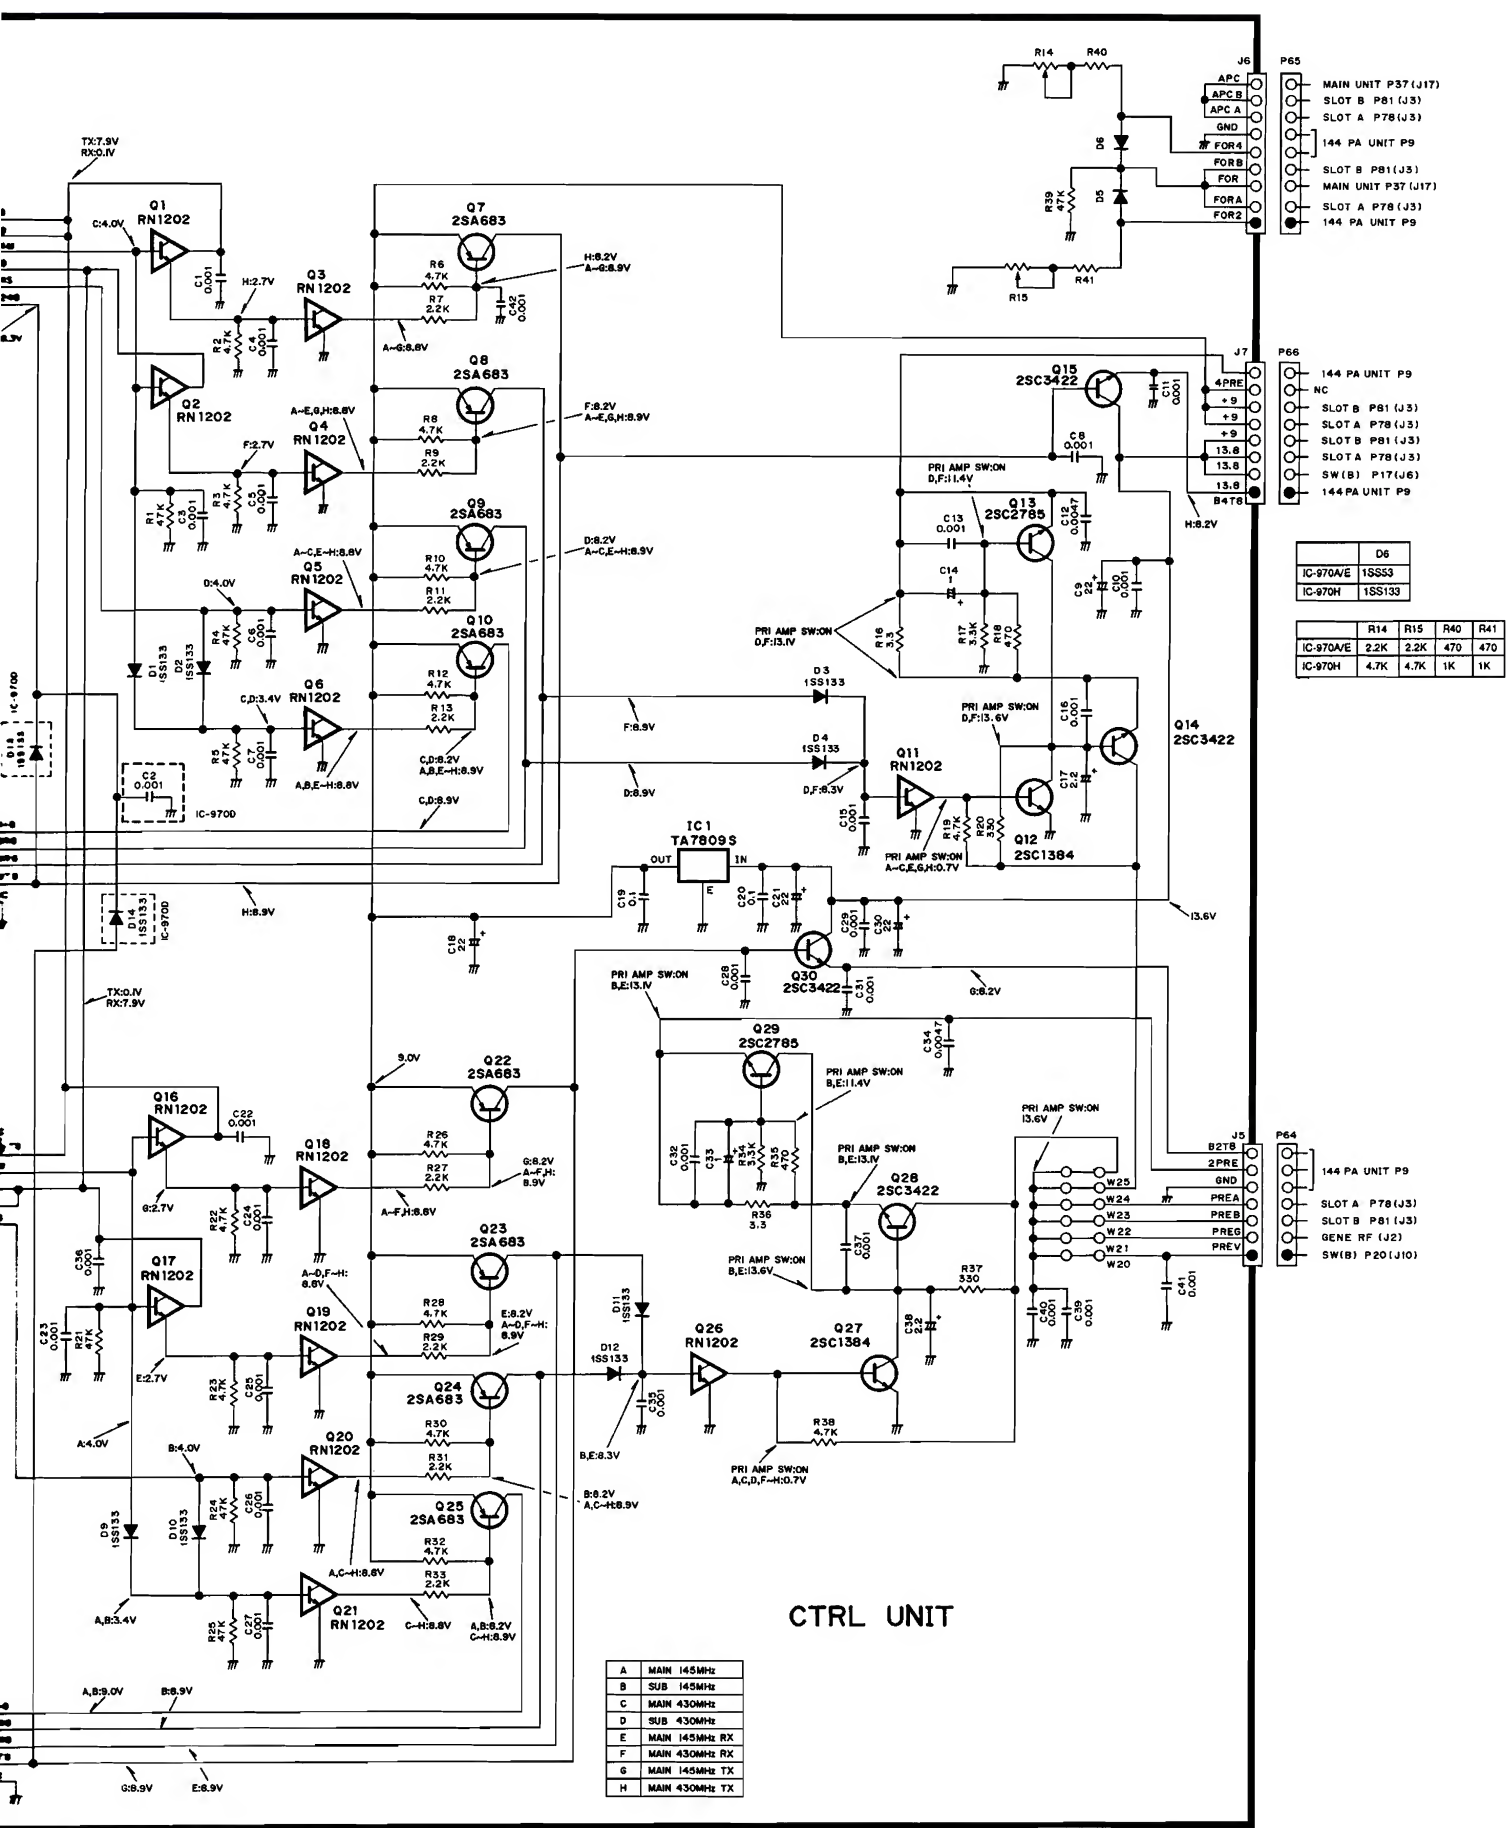 R14
R40
J6
P65
APC
MAIN UNIT P37(J17)
APC B
SLOT B P81(J3)
APC A
SLOT A P78(J3)
GND
144 PA UNIT P9
FOR4
D6
FORB
SLOT B P81(J3)
FOR
MAIN UNIT P37(J17)
R39
47K
D5
FORA
SLOT A P78(J3)
FOR2
144 PA UNIT P9
R15
R41
TX:7.9V
RX:0.1V
Q1
RN1202
C:4.0V
C1
0.001
H:2.7V
Q3
RN1202
R2
4.7K
C4
0.001
Q7
2SA683
R6
4.7K
R7
2.2K
C42
0.001
H:8.2V
A~G:8.9V
A~G:8.8V
Q2
RN1202
Q8
2SA683
A~E,G,H:8.8V
Q4
RN1202
R8
4.7K
R9
2.2K
F:8.2V
A~E,G,H:8.9V
F:2.7V
R1
47K
C3
0.001
R3
4.7K
C5
0.001
Q9
2SA683
A~C,E~H:8.8V
Q5
RN1202
R10
4.7K
R11
2.2K
D:8.2V
A~C,E~H:8.9V
D:4.0V
R4
47K
C6
0.001
D1
1SS133
D2
1SS133
Q10
2SA683
Q6
RN1202
R12
4.7K
R13
2.2K
C,D:3.4V
R5
47K
C7
0.001
C,D:8.2V
A,B,E~H:8.9V
A,B,E~H:8.8V
IC-970D
D13
1SS133
C2
0.001
IC-970D
C,D:8.9V
D14
1SS133
IC-970D
H:8.9V
C18
22
J7
P66
144 PA UNIT P9
4PRE
NC
+9
SLOT B P81(J3)
+9
SLOT A P78(J3)
+9
SLOT B P81(J3)
13.8
SLOT A P78(J3)
13.8
SW(B) P17(J6)
13.8
144PA UNIT P9
B4T8
H:8.2V
Q15
2SC3422
C11
0.001
C8
0.001
PRI AMP SW:ON
D,F:11.4V
Q13
2SC2785
C12
0.0047
C13
0.001
C14
1
C9
22
C10
0.001
PRI AMP SW:ON
D,F:13.1V
R16
3.3
R17
3.3K
R18
470
D3
1SS133
F:8.9V
PRI AMP SW:ON
D,F:13.6V
C16
0.001
Q14
2SC3422
D4
1SS133
D:8.9V
D,F:8.3V
Q11
RN1202
C15
0.001
C17
2.2
R19
4.7K
R20
330
Q12
2SC1384
PRI AMP SW:ON
A~C,E,G,H:0.7V
D6
IC-970A/E 1SS53
IC-970H 1SS133
R14 R15 R40 R41
IC-970A/E 2.2K 2.2K 470 470
IC-970H 4.7K 4.7K 1K 1K
IC1
TA7809S
OUT
IN
E
C19
0.1
C20
0.1
C21
22
C29
0.001
C30
22
13.6V
Q30
2SC3422
C28
0.001
C31
0.001
G:8.2V
TX:0.1V
RX:7.9V
PRI AMP SW:ON
B,E:13.1V
Q29
2SC2785
C34
0.0047
PRI AMP SW:ON
B,E:11.4V
C32
0.001
C33
1
R34
3.3K
R35
470
R36
3.3
PRI AMP SW:ON
B,E:13.1V
Q28
2SC3422
C37
0.001
PRI AMP SW:ON
B,E:13.6V
R37
330
C38
2.2
PRI AMP SW:ON
13.6V
J5
P64
B2T8
2PRE
144 PA UNIT P9
GND
PREA
SLOT A P78(J3)
PREB
SLOT B P81(J3)
PREG
GENE RF (J2)
PREV
SW(B) P20(J10)
W25
W24
W23
W22
W21
W20
C40
0.001
C39
0.001
C41
0.001
9.0V
Q22
2SA683
Q16
RN1202
C22
0.001
Q18
RN1202
R26
4.7K
R27
2.2K
G:8.2V
A~F,H:
8.9V
A~F,H:8.8V
G:2.7V
R22
4.7K
C24
0.001
C36
0.001
Q17
RN1202
Q23
2SA683
A~D,F~H:
8.8V
Q19
RN1202
R28
4.7K
R29
2.2K
E:8.2V
A~D,F~H:
8.9V
C23
0.001
R21
47K
E:2.7V
R23
4.7K
C25
0.001
D11
1SS133
D12
1SS133
Q26
RN1202
Q27
2SC1384
C35
0.001
B,E:8.3V
R38
4.7K
PRI AMP SW:ON
A,C,D,F~H:0.7V
Q24
2SA683
A:4.0V
B:4.0V
Q20
RN1202
R30
4.7K
R31
2.2K
B:8.2V
A,C~H:8.9V
R24
47K
C26
0.001
Q25
2SA683
D9
1SS133
D10
1SS133
A,C~H:8.8V
R32
4.7K
R33
2.2K
A,B:3.4V
R25
47K
C27
0.001
Q21
RN1202
C~H:8.8V
A,B:8.2V
C~H:8.9V
A,B:9.0V
B:8.9V
G:8.9V
E:8.9V
CTRL UNIT
A MAIN 145MHz
B SUB 145MHz
C MAIN 430MHz
D SUB 430MHz
E MAIN 145MHz RX
F MAIN 430MHz RX
G MAIN 145MHz TX
H MAIN 430MHz TX